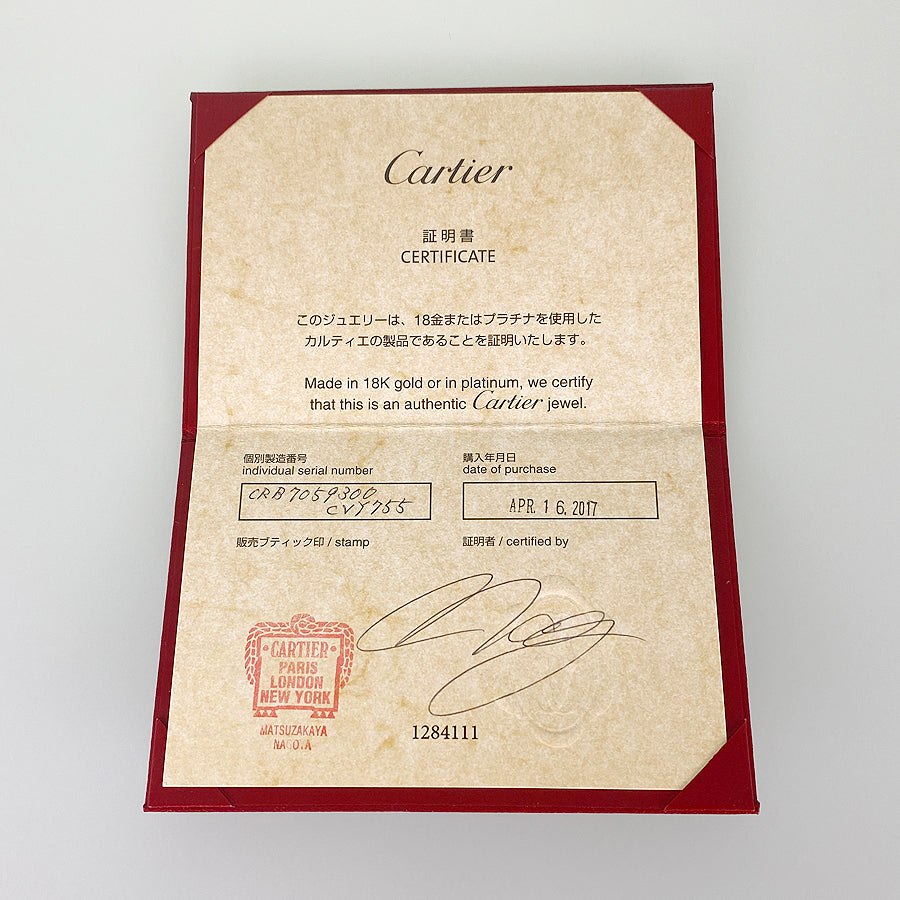 Cartier
証明書
CERTIFICATE
このジュエリーは、18金またはプラチナを使用した
カルティエの製品であることを証明いたします。
Made in 18K gold or in platinum, we certify
that this is an authentic Cartier jewel.
個別製造番号
individual serial number
CRB7059300
CVY755
購入年月日
date of purchase
APR. 16. 2017
販売ブティック印 / stamp
証明者 / certified by
CARTIER
PARIS
LONDON
NEW YORK
MATSUZAKAYA
NAGOYA
1284111